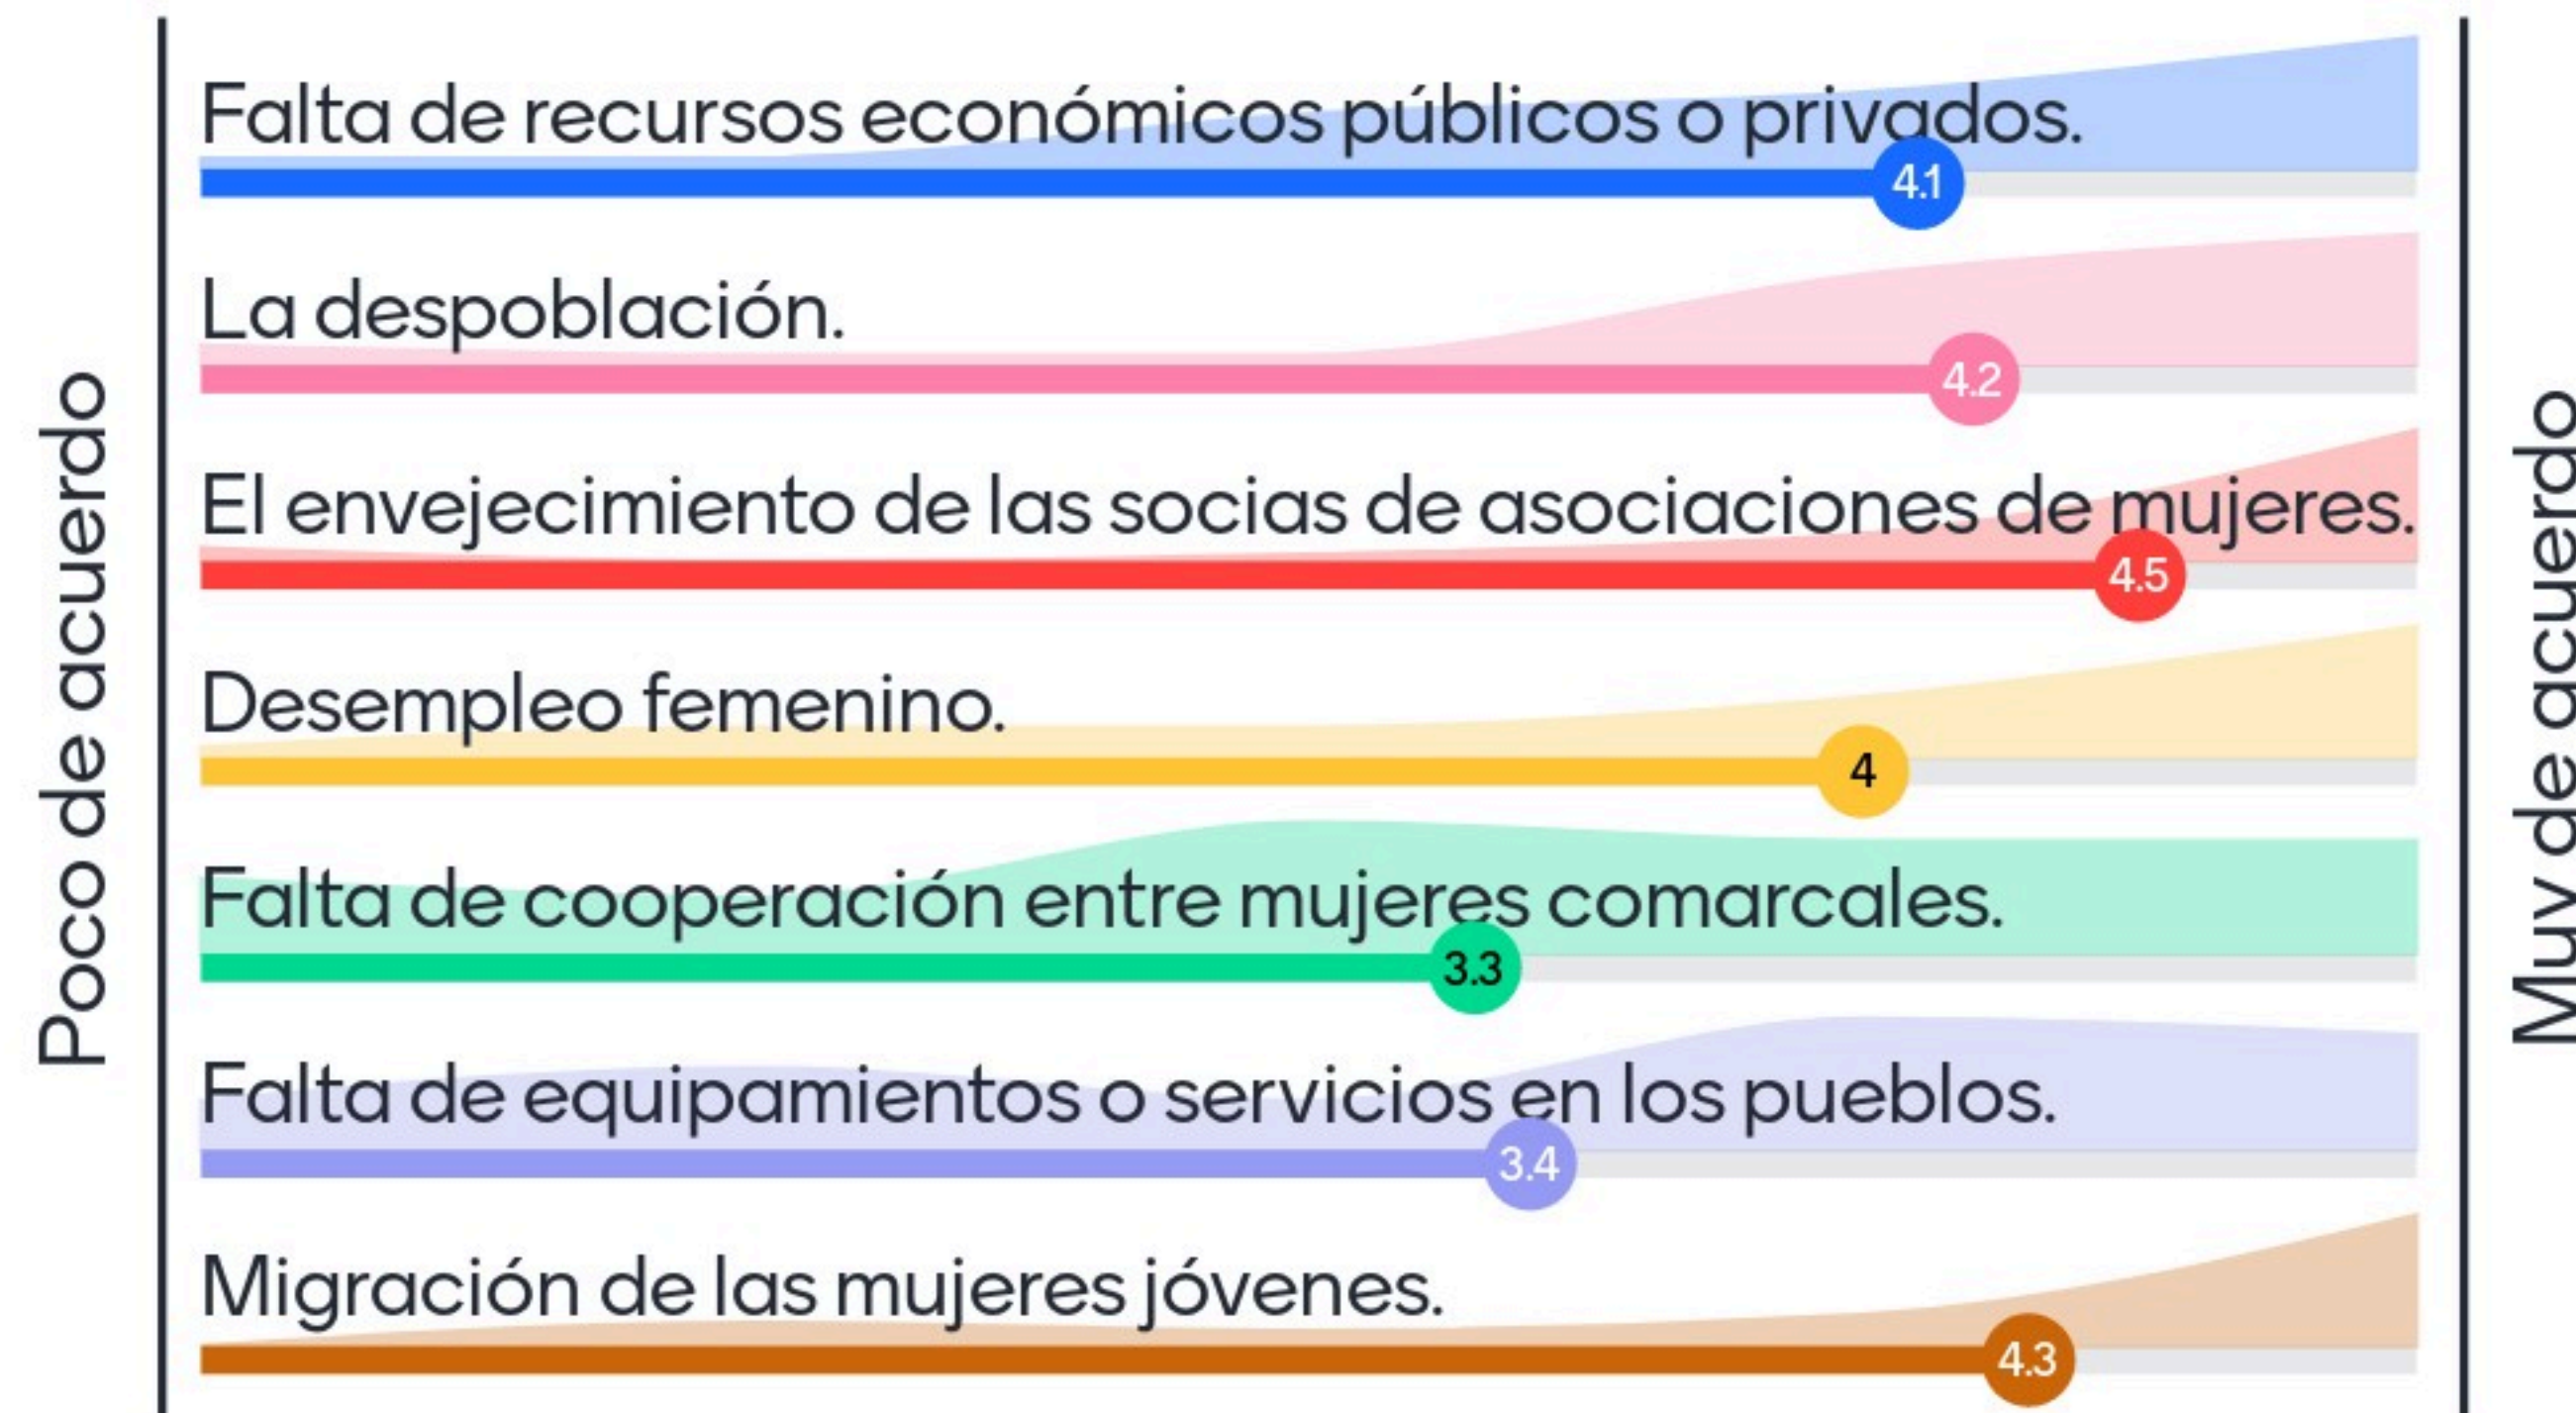 Poco de acuerdo
Falta de recursos económicos públicos o privados.
4.1
La despoblación.
4.2
El envejecimiento de las socias de asociaciones de mujeres.
4.5
Desempleo femenino.
4
Falta de cooperación entre mujeres comarcales.
3.3
Falta de equipamientos o servicios en los pueblos.
3.4
Migración de las mujeres jóvenes.
4.3
Muy de acuerdo